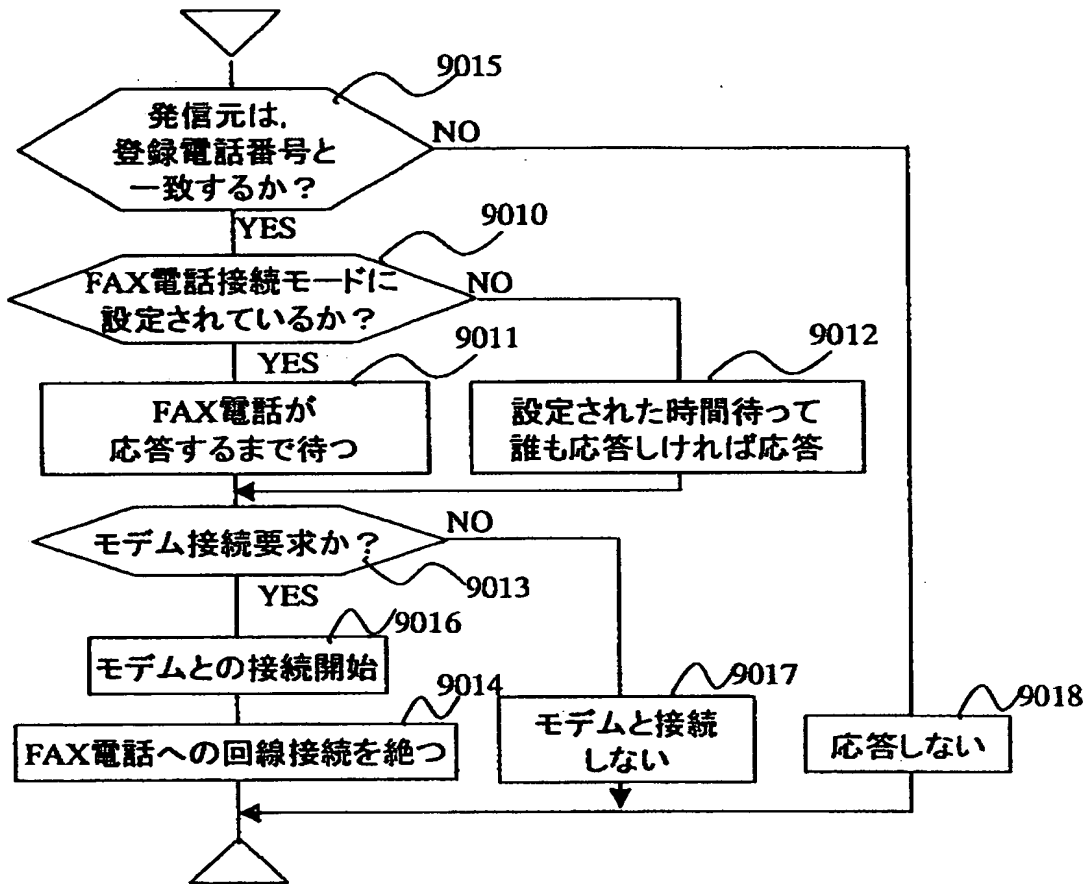 9015
発信元は,
登録電話番号と
一致するか?
NO
YES
9010
FAX電話接続モードに
設定されているか?
NO
YES
9011
9012
FAX電話が
応答するまで待つ
設定された時間待って
誰も応答しければ応答
モデム接続要求か?
NO
9013
YES
9016
モデムとの接続開始
9014
9017
9018
FAX電話への回線接続を絶つ
モデムと接続
しない
応答しない